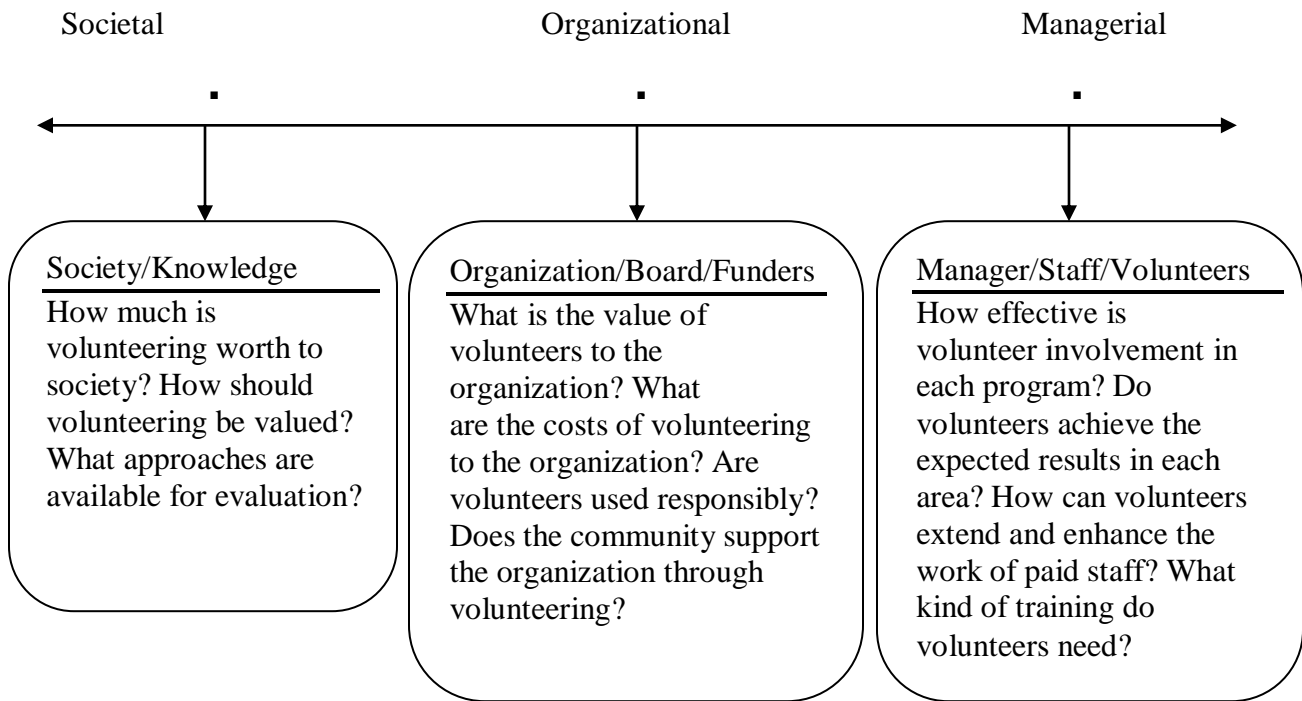 Societal
Organizational
Managerial
Society/Knowledge
How much is
volunteering worth to
society? How should
volunteering be valued?
What approaches are
available for evaluation?
Organization/Board/Funders
What is the value of
volunteers to the
organization? What
are the costs of volunteering
to the organization? Are
volunteers used responsibly?
Does the community support
the organization through
volunteering?
Manager/Staff/Volunteers
How effective is
volunteer involvement in
each program? Do
volunteers achieve the
expected results in each
area? How can volunteers
extend and enhance the
work of paid staff? What
kind of training do
volunteers need?